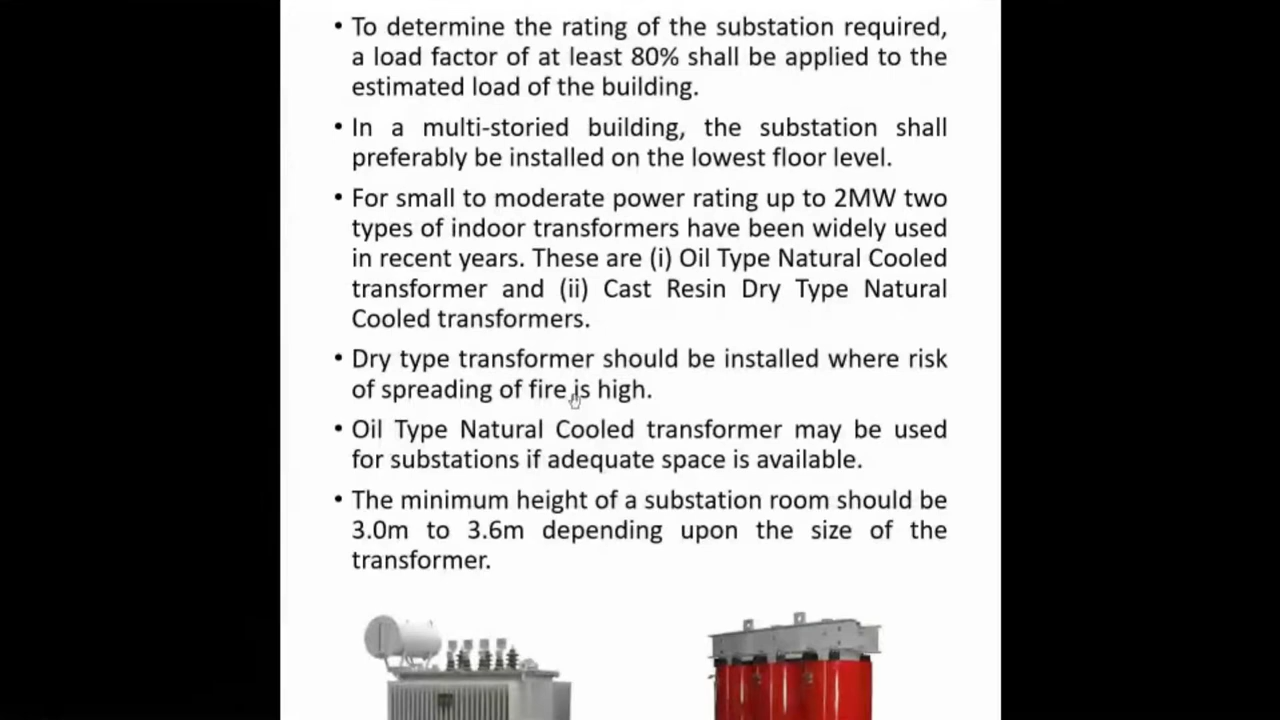 • To determine the rating of the substation required,
a load factor of at least 80% shall be applied to the
estimated load of the building.
• In a multi-storied building, the substation shall
preferably be installed on the lowest floor level.
• For small to moderate power rating up to 2MW two
types of indoor transformers have been widely used
in recent years. These are (i) Oil Type Natural Cooled
transformer and (ii) Cast Resin Dry Type Natural
Cooled transformers.
• Dry type transformer should be installed where risk
of spreading of fire is high.
• Oil Type Natural Cooled transformer may be used
for substations if adequate space is available.
• The minimum height of a substation room should be
3.0m to 3.6m depending upon the size of the
transformer.